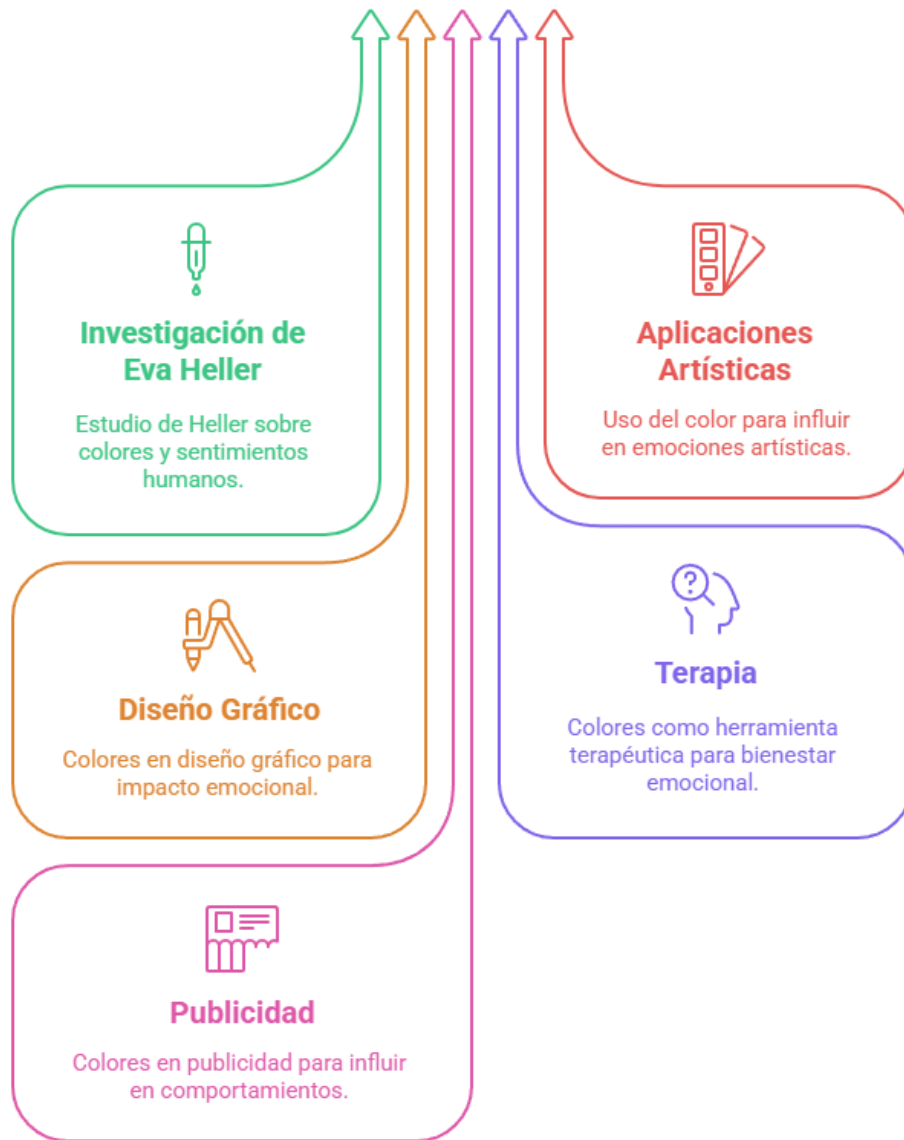 Investigación de
Eva Heller
Estudio de Heller sobre
colores y sentimientos
humanos.
Aplicaciones
Artísticas
Uso del color para influir
en emociones artísticas.
Diseño Gráfico
Colores en diseño gráfico para
impacto emocional.
Terapia
Colores como herramienta
terapéutica para bienestar
emocional.
Publicidad
Colores en publicidad para influir
en comportamientos.